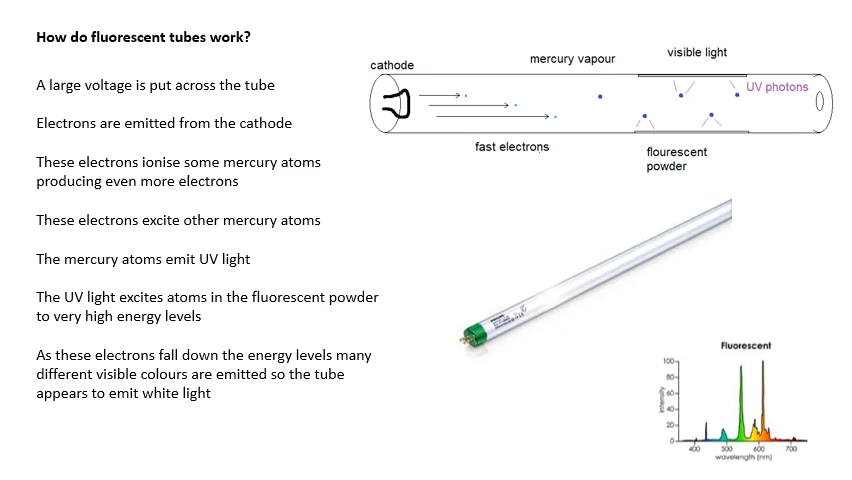 How do fluorescent tubes work?
A large voltage is put across the tube
Electrons are emitted from the cathode
These electrons ionise some mercury atoms
producing even more electrons
These electrons excite other mercury atoms
The mercury atoms emit UV light
The UV light excites atoms in the fluorescent powder
to very high energy levels
As these electrons fall down the energy levels many
different visible colours are emitted so the tube
appears to emit white light
cathode
mercury vapour
visible light
UV photons
fast electrons
flourescent
powder
Fluorescent
intensity
100
80
60
40
20
0
400 500 600 700
wavelength (nm)